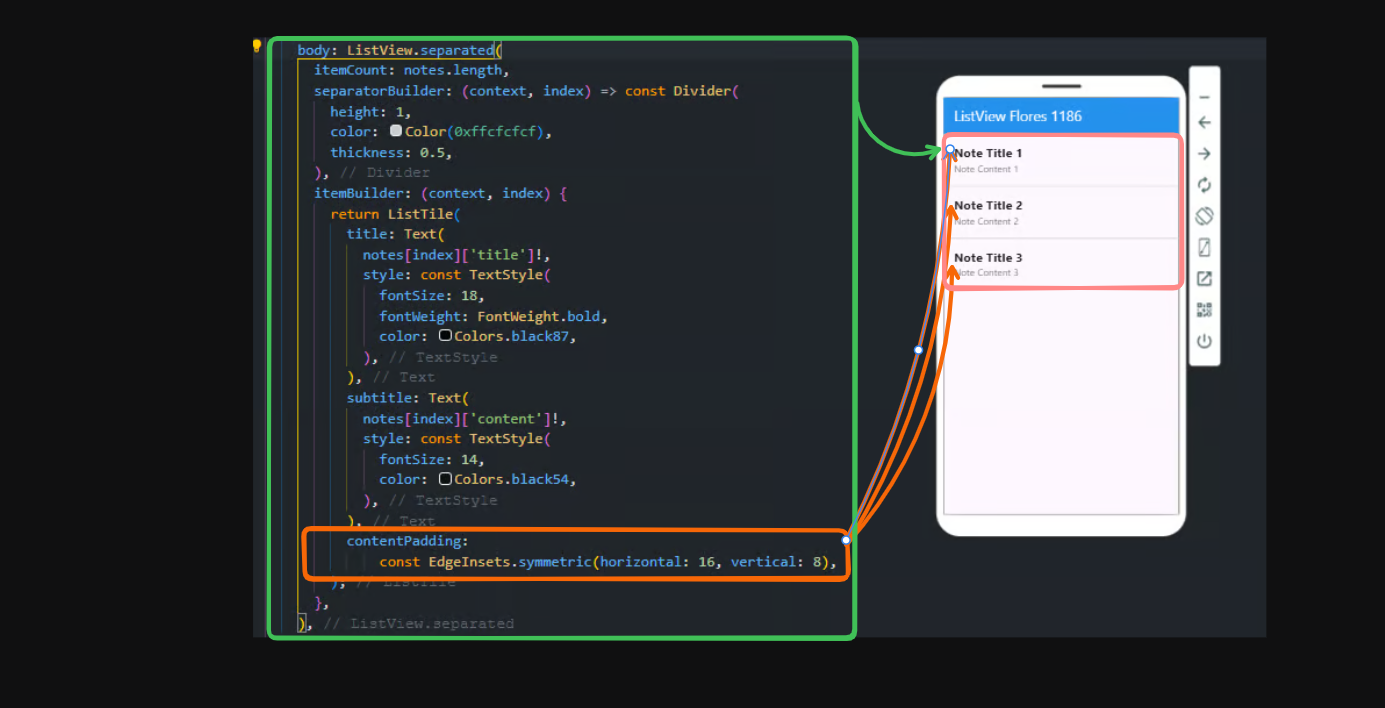 body: ListView.separated(
itemCount: notes.length,
separatorBuilder: (context, index) => const Divider(
height: 1,
color: Color(0xffcfcfcf),
thickness: 0.5,
), // Divider
itemBuilder: (context, index) {
return ListTile(
title: Text(
notes[index]['title']!,
style: const TextStyle(
fontSize: 18,
fontWeight: FontWeight.bold,
color: Colors.black87,
), // TextStyle
), // Text
subtitle: Text(
notes[index]['content']!,
style: const TextStyle(
fontSize: 14,
color: Colors.black54,
), // TextStyle
), // Text
contentPadding:
const EdgeInsets.symmetric(horizontal: 16, vertical: 8),
); // ListTile
},
), // ListView.separated
ListView Flores 1186
Note Title 1
Note Content 1
Note Title 2
Note Content 2
Note Title 3
Note Content 3